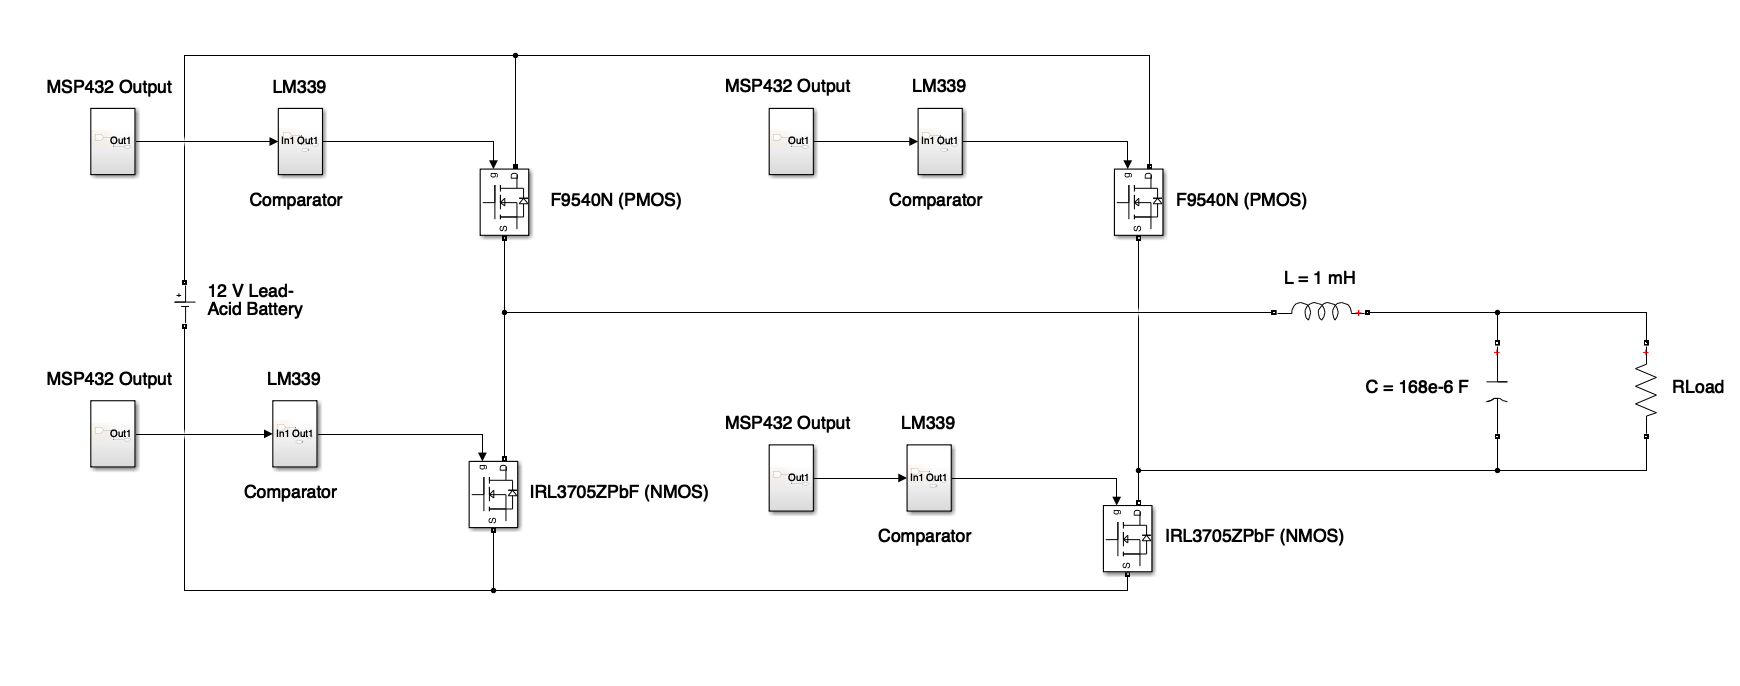 MSP432 Output
LM339
Out1
In1 Out1
Comparator
g
D
S
F9540N (PMOS)
MSP432 Output
LM339
Out1
In1 Out1
Comparator
g
D
S
F9540N (PMOS)
+
12 V Lead-
Acid Battery
L = 1 mH
+
MSP432 Output
LM339
Out1
In1 Out1
Comparator
g
D
S
IRL3705ZPbF (NMOS)
MSP432 Output
LM339
Out1
In1 Out1
Comparator
g
D
S
IRL3705ZPbF (NMOS)
+
C = 168e-6 F
+
RLoad